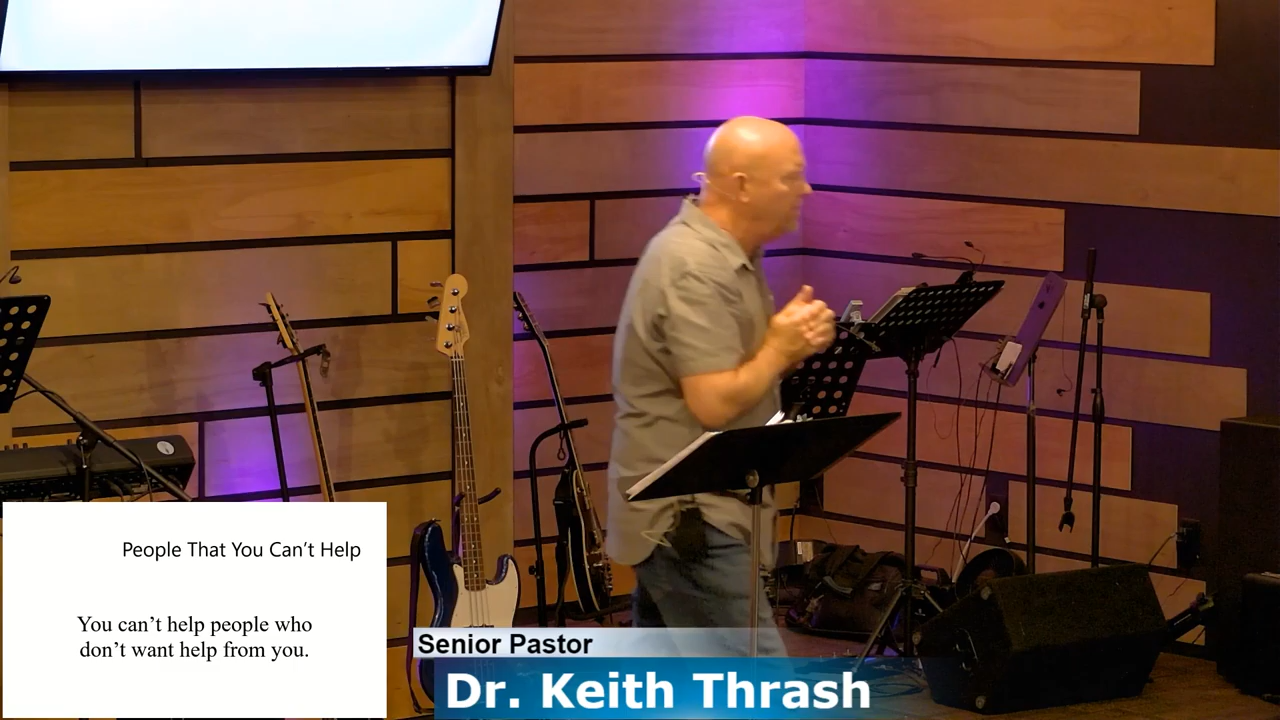 People That You Can't Help
You can't help people who
don't want help from you.
Senior Pastor
Dr. Keith Thrash